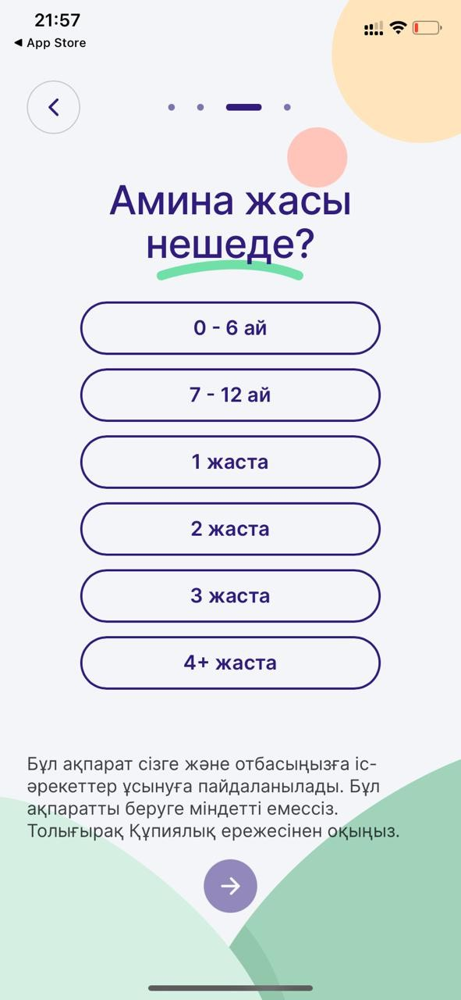 21:57
◀ App Store
Амина жасы
нешеде?
0 - 6 ай
7 - 12 ай
1 жаста
2 жаста
3 жаста
4+ жаста
Бұл ақпарат сізге және отбасыңызға іс-
әрекеттер ұсынуға пайдаланылады. Бұл
ақпаратты беруге міндетті емессіз.
Толығырақ Құпиялық ережесінен оқыңыз.